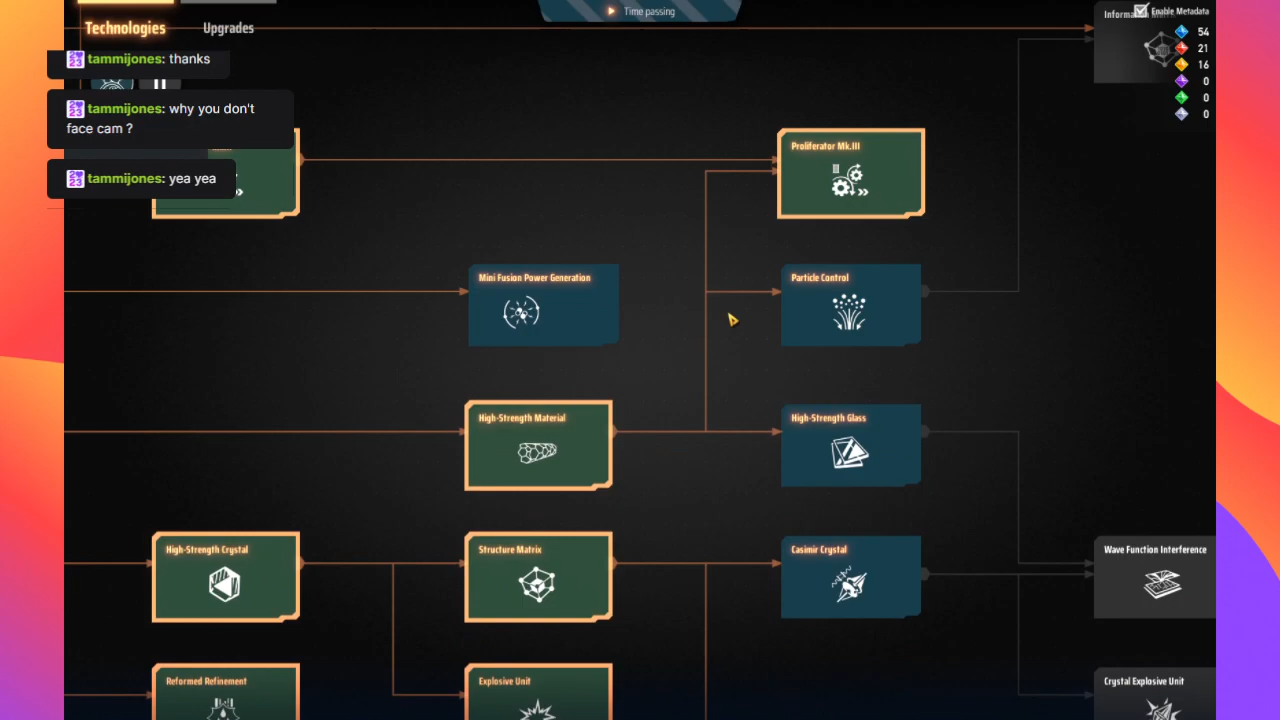 Time passing
Enable Metadata
Technologies
Upgrades
54
21
16
0
0
0
tammijones: thanks
tammijones: why you don't
face cam ?
tammijones: yea yea
Proliferator Mk.III
Mini Fusion Power Generation
Particle Control
High-Strength Material
High-Strength Glass
High-Strength Crystal
Structure Matrix
Casimir Crystal
Wave Function Interference
Reformed Refinement
Explosive Unit
Crystal Explosive Unit